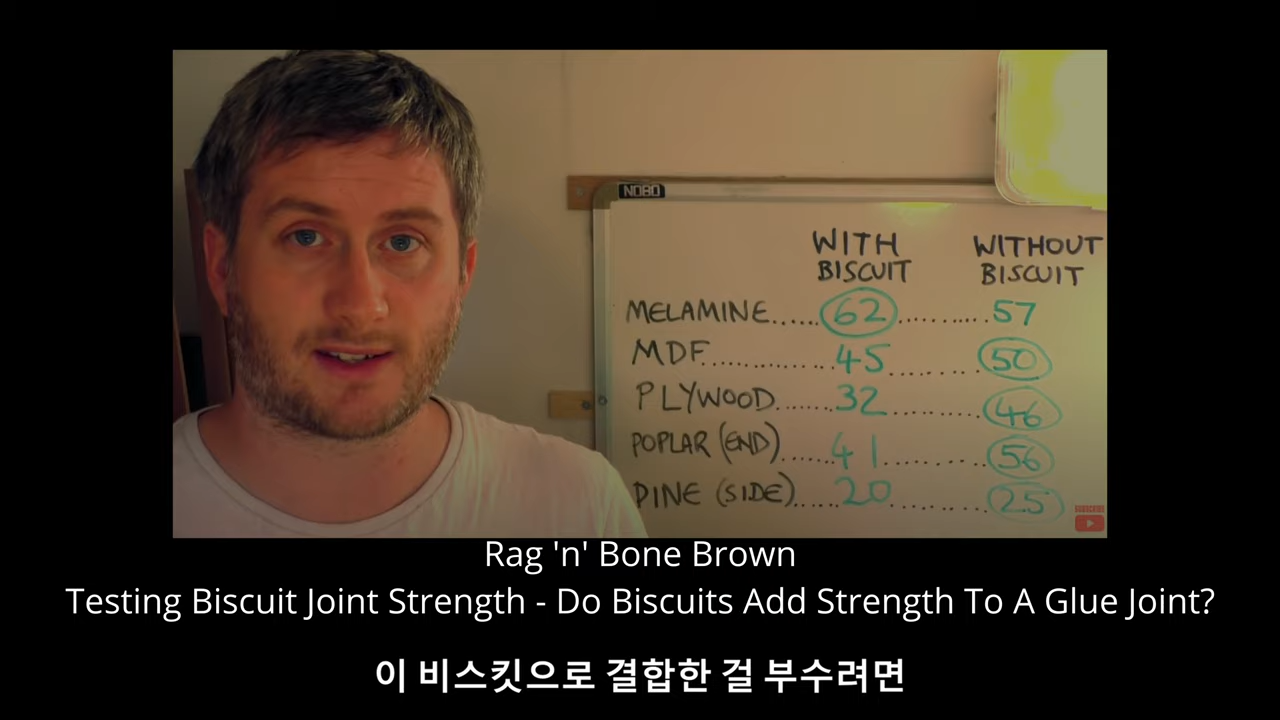 NOBO
WITH BISCUIT
WITHOUT BISCUIT
MELAMINE......62..........57
MDF..............45..........50
PLYWOOD.......32..........46
POPLAR (END)......41..........56
PINE (SIDE).....20..........25
SUBSCRIBE
Rag 'n' Bone Brown
Testing Biscuit Joint Strength - Do Biscuits Add Strength To A Glue Joint?
이 비스킷으로 결합한 걸 부수려면